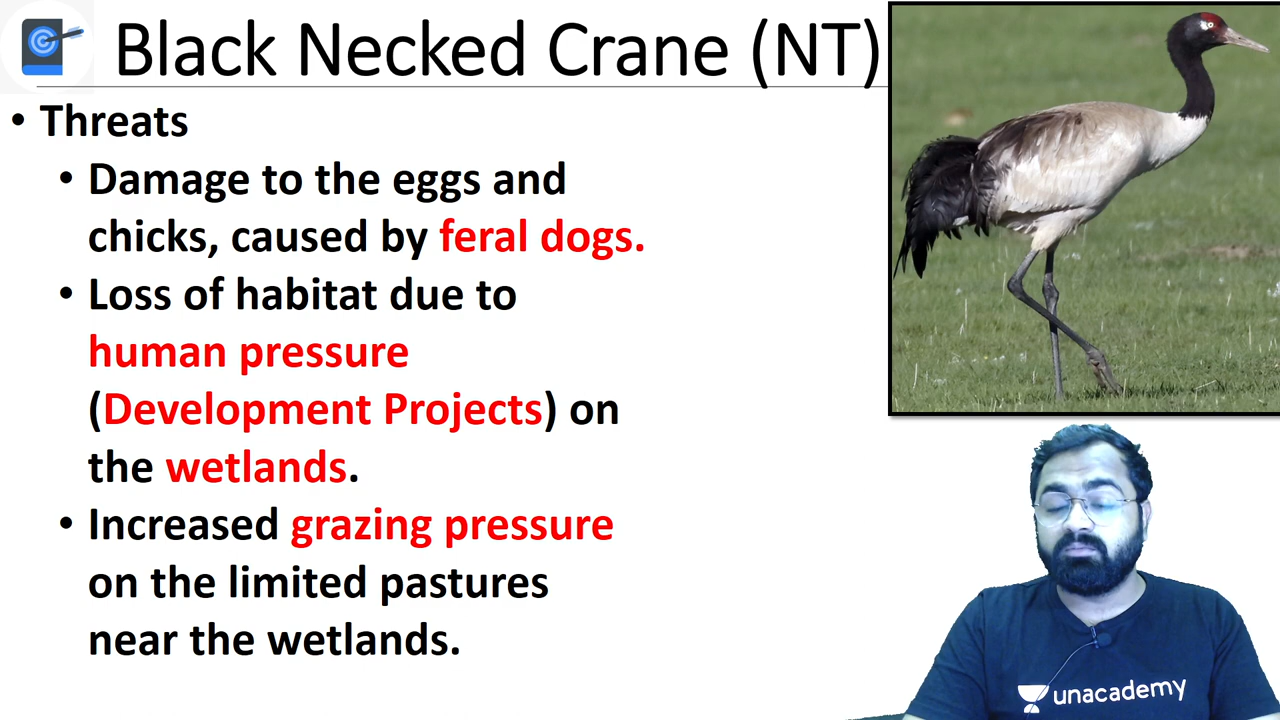 Black Necked Crane (NT)
• Threats
• Damage to the eggs and
chicks, caused by feral dogs.
• Loss of habitat due to
human pressure
(Development Projects) on
the wetlands.
• Increased grazing pressure
on the limited pastures
near the wetlands.
unacademy